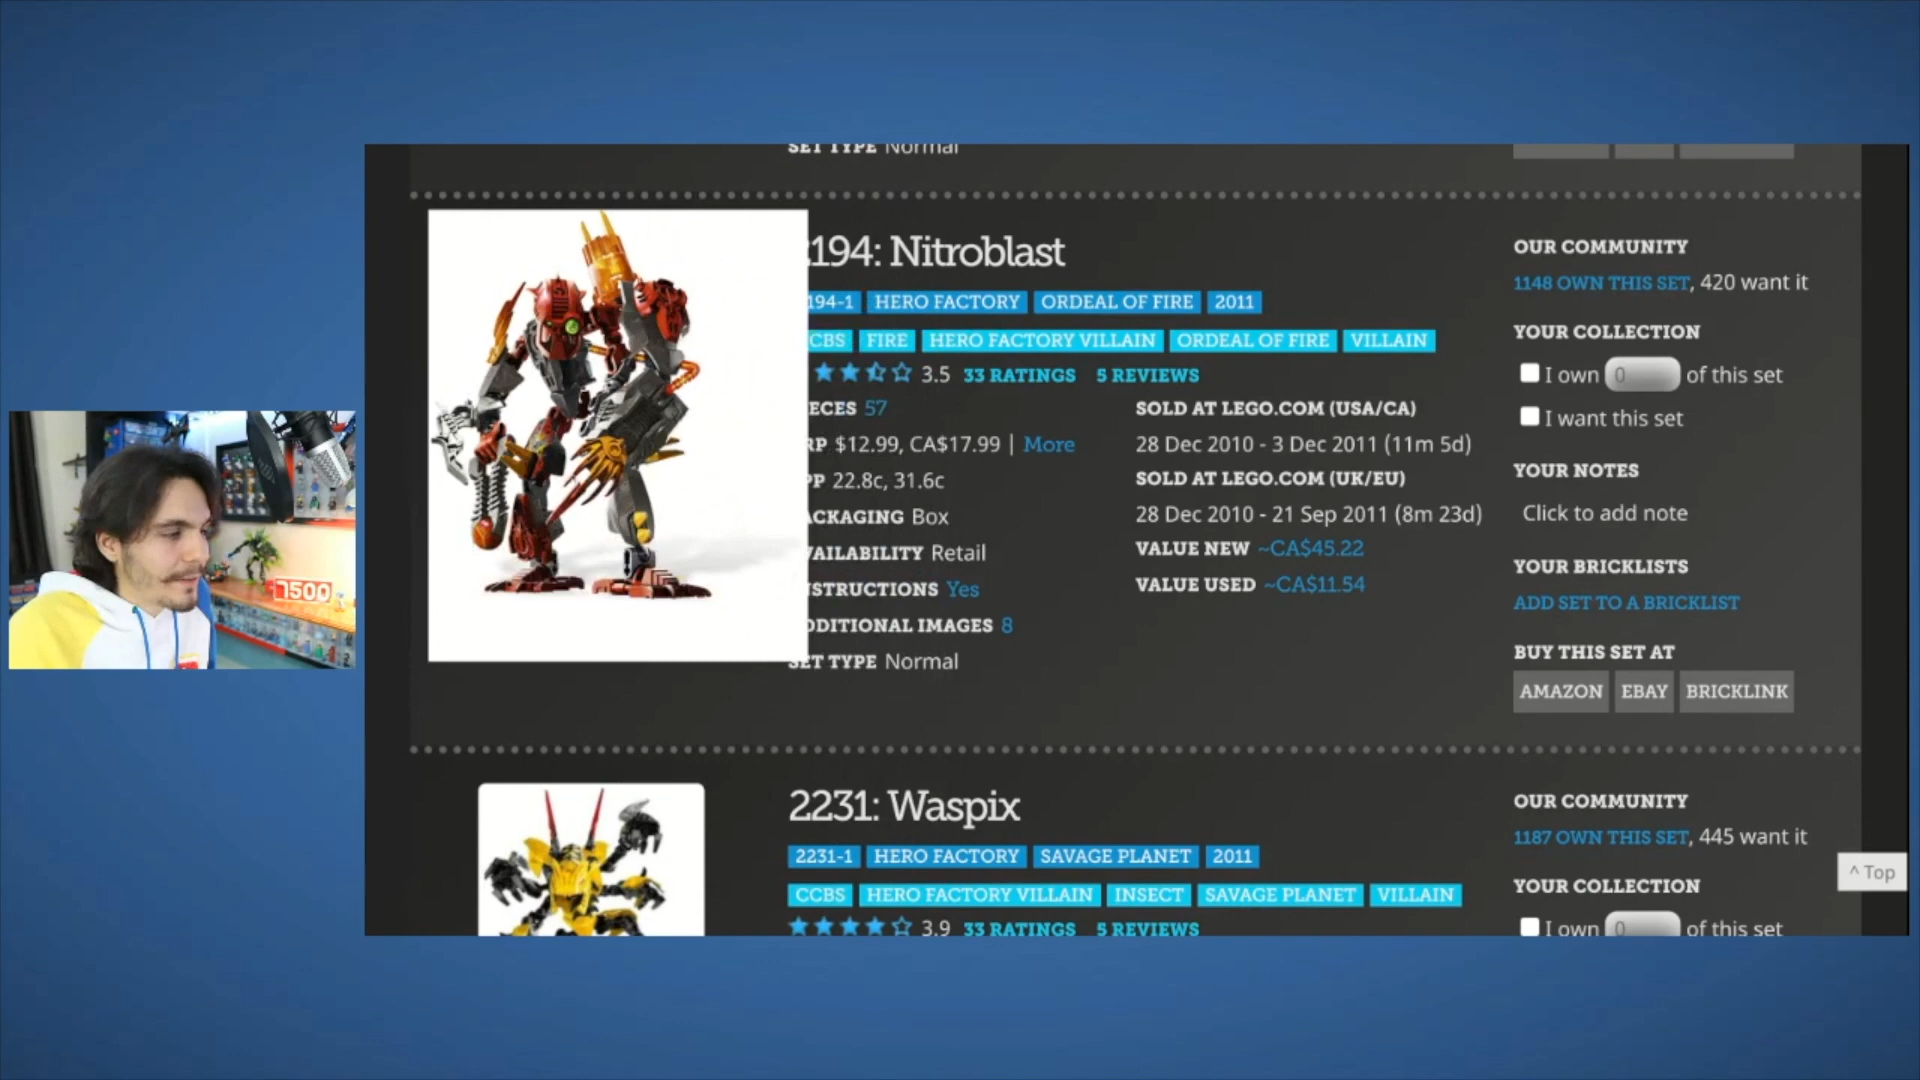 SET TYPE Normal
2194: Nitroblast
194-1 HERO FACTORY ORDEAL OF FIRE 2011
CBS FIRE HERO FACTORY VILLAIN ORDEAL OF FIRE VILLAIN
3.5 33 RATINGS 5 REVIEWS
ECES 57
RP $12.99, CA$17.99 | More
PP 22.8c, 31.6c
ACKAGING Box
VAILABILITY Retail
NSTRUCTIONS Yes
DDITIONAL IMAGES 8
SET TYPE Normal
SOLD AT LEGO.COM (USA/CA)
28 Dec 2010 - 3 Dec 2011 (11m 5d)
SOLD AT LEGO.COM (UK/EU)
28 Dec 2010 - 21 Sep 2011 (8m 23d)
VALUE NEW ~CA$45.22
VALUE USED ~CA$11.54
OUR COMMUNITY
1148 OWN THIS SET, 420 want it
YOUR COLLECTION
I own 0 of this set
I want this set
YOUR NOTES
Click to add note
YOUR BRICKLISTS
ADD SET TO A BRICKLIST
BUY THIS SET AT
AMAZON EBAY BRICKLINK
7500
2231: Waspix
2231-1 HERO FACTORY SAVAGE PLANET 2011
CCBS HERO FACTORY VILLAIN INSECT SAVAGE PLANET VILLAIN
3.9 33 RATINGS 5 REVIEWS
OUR COMMUNITY
1187 OWN THIS SET, 445 want it
YOUR COLLECTION
I own 0 of this set
^ Top